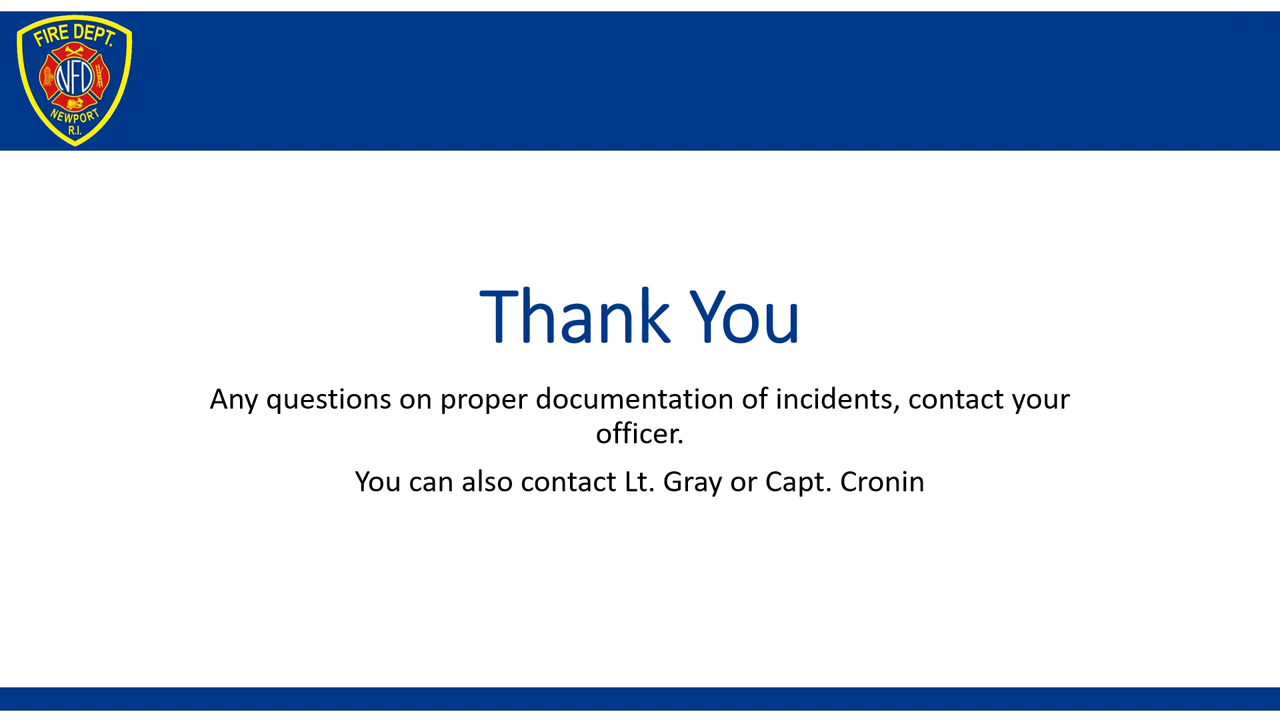 FIRE DEPT.
NFD
NEWPORT
R.I.
Thank You
Any questions on proper documentation of incidents, contact your
officer.
You can also contact Lt. Gray or Capt. Cronin